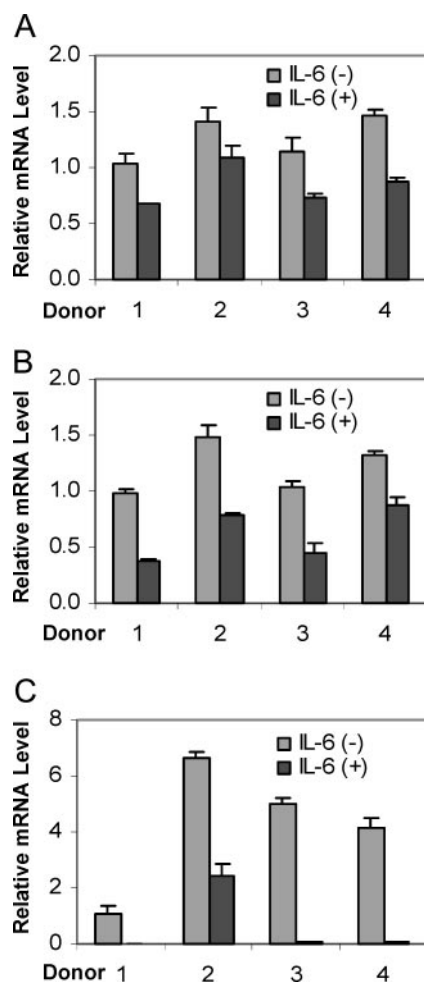 A
Relative mRNA Level
2.0
1.5
1.0
0.5
0.0
IL-6 (-)
IL-6 (+)
Donor 1 2 3 4
B
Relative mRNA Level
2.0
1.5
1.0
0.5
0.0
IL-6 (-)
IL-6 (+)
Donor 1 2 3 4
C
Relative mRNA Level
8
6
4
2
0
IL-6 (-)
IL-6 (+)
Donor 1 2 3 4